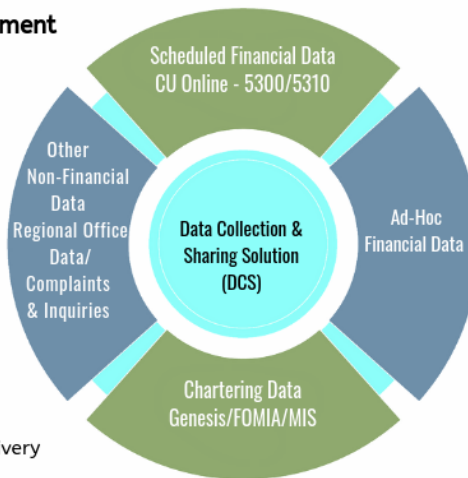 ment
Scheduled Financial Data
CU Online - 5300/5310
Other
Non-Financial
Data
Regional Office
Data/
Complaints
& Inquiries
Data Collection &
Sharing Solution
(DCS)
Ad-Hoc
Financial Data
Chartering Data
Genesis/FOMIA/MIS
ivery